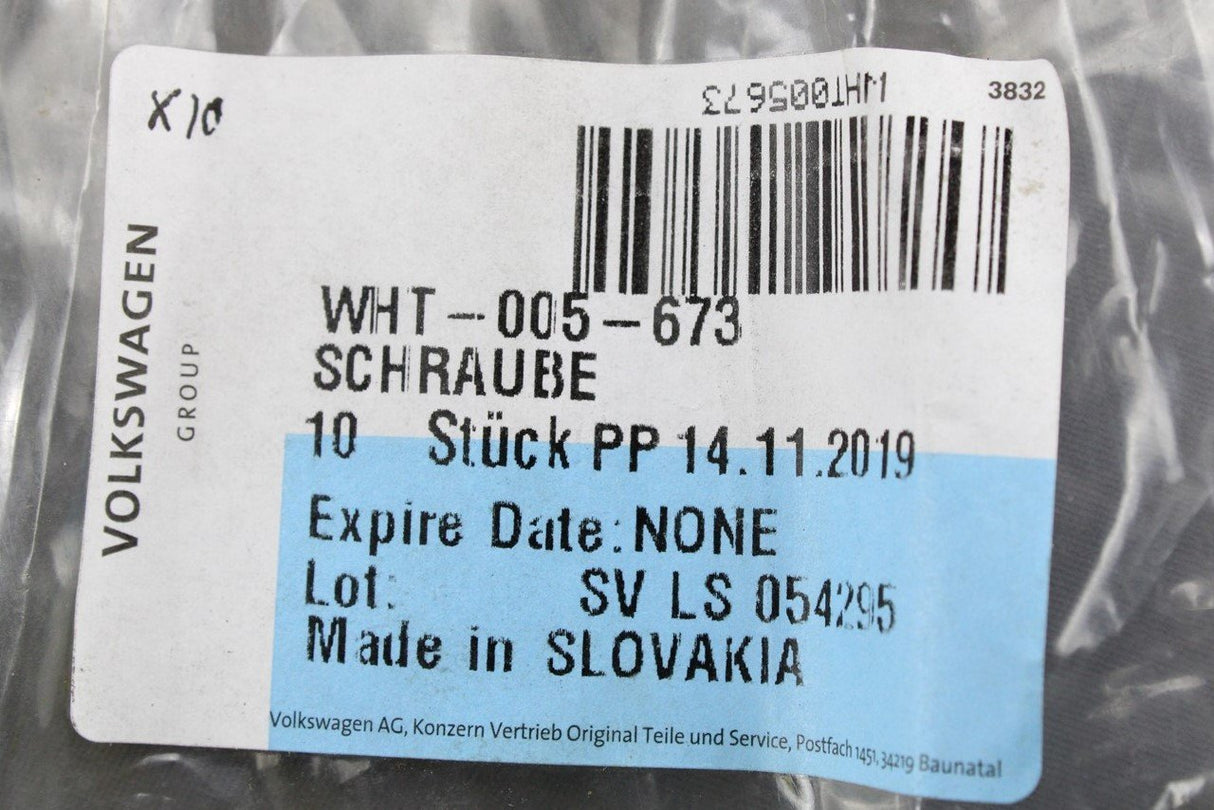 x10
WHT005673
3832
VOLKSWAGEN
GROUP
WHT-005-673
SCHRAUBE
10 Stück PP 14.11.2019
Expire Date:NONE
Lot: SV LS 054295
Made in SLOVAKIA
Volkswagen AG, Konzern Vertrieb Original Teile und Service, Postfach 1451, 34219 Baunatal